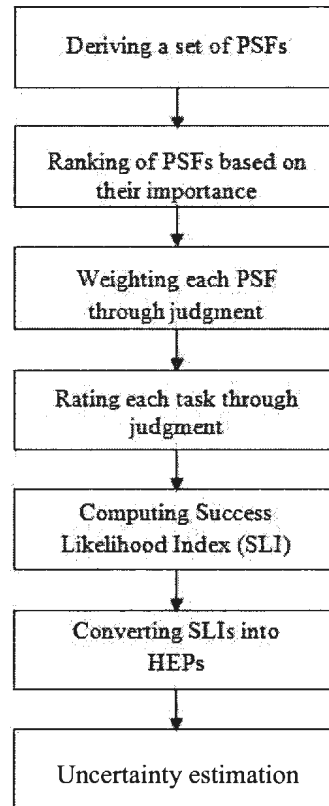 Deriving a set of PSFs
Ranking of PSFs based on
their importance
Weighting each PSF
through judgment
Rating each task through
judgment
Computing Success
Likelihood Index (SLI)
Converting SLIs into
HEPs
Uncertainty estimation